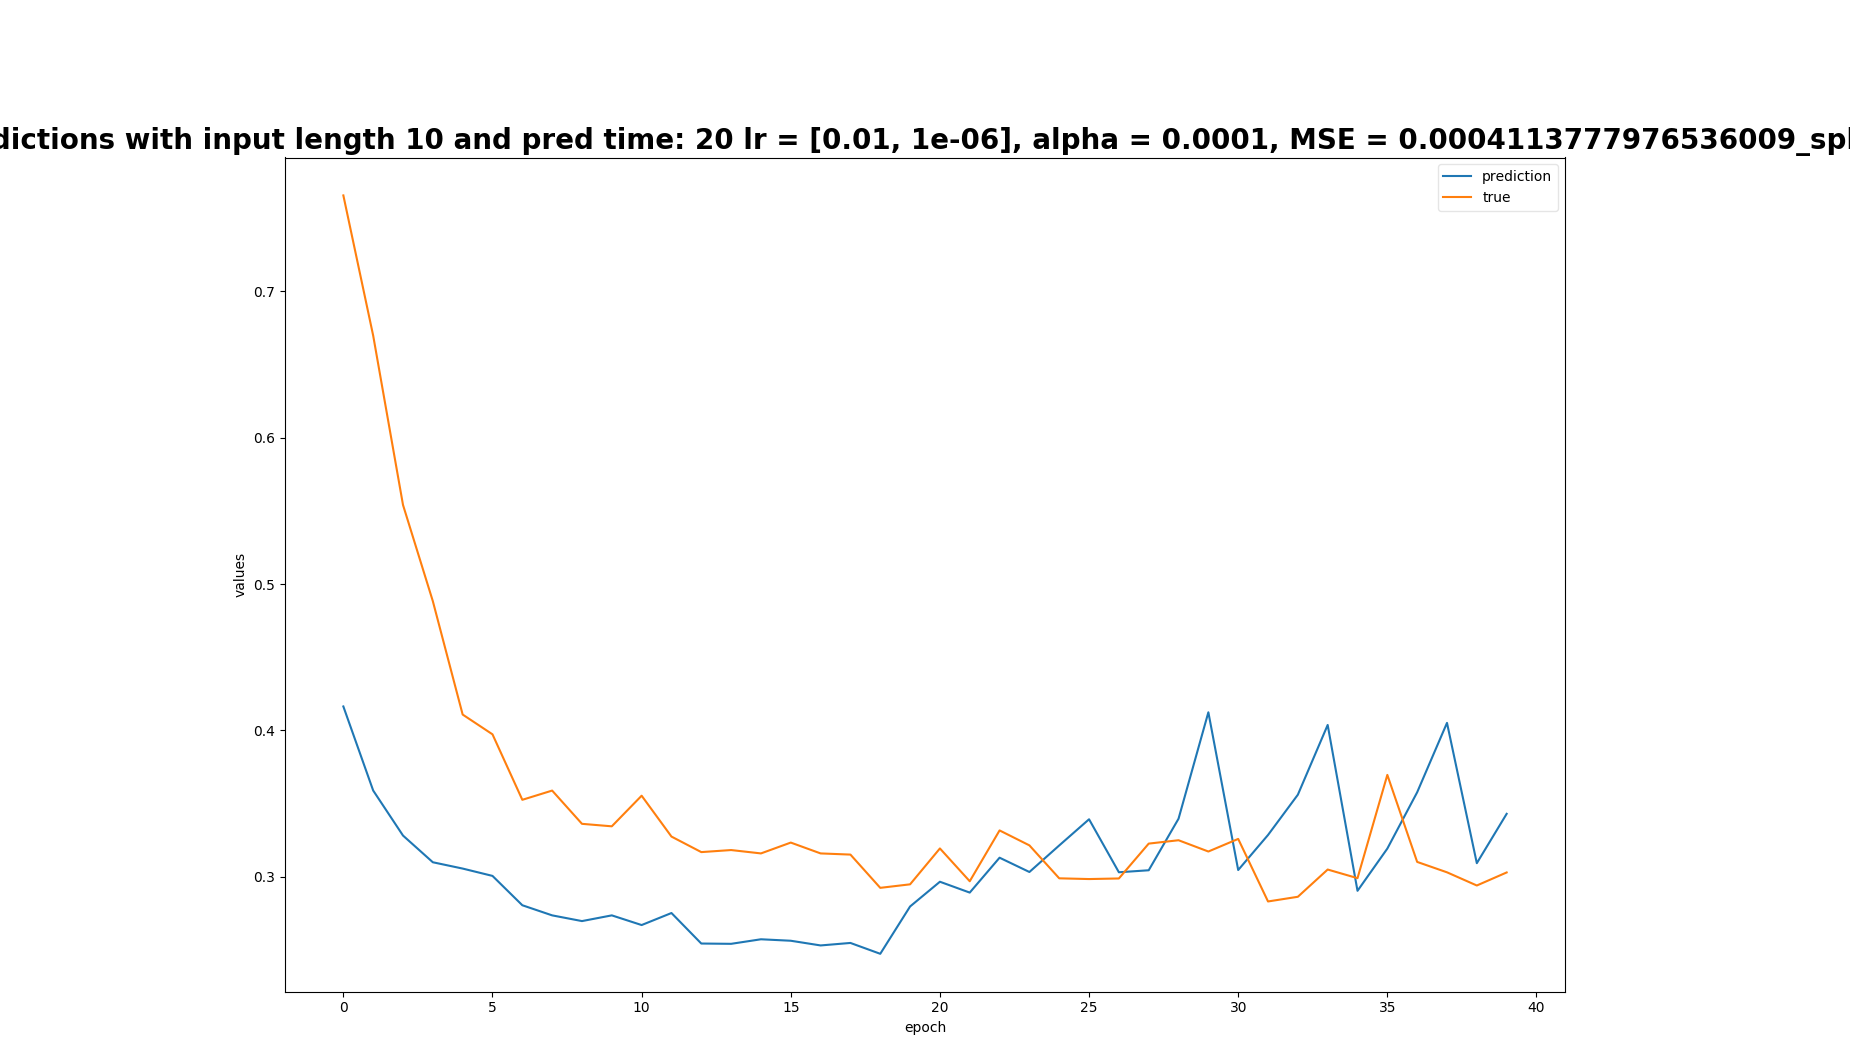 dictions with input length 10 and pred time: 20 lr = [0.01, 1e-06], alpha = 0.0001, MSE = 0.0004113777976536009_spl
prediction
true
0.7
0.6
0.5
0.4
0.3
values
0 5 10 15 20 25 30 35 40
epoch